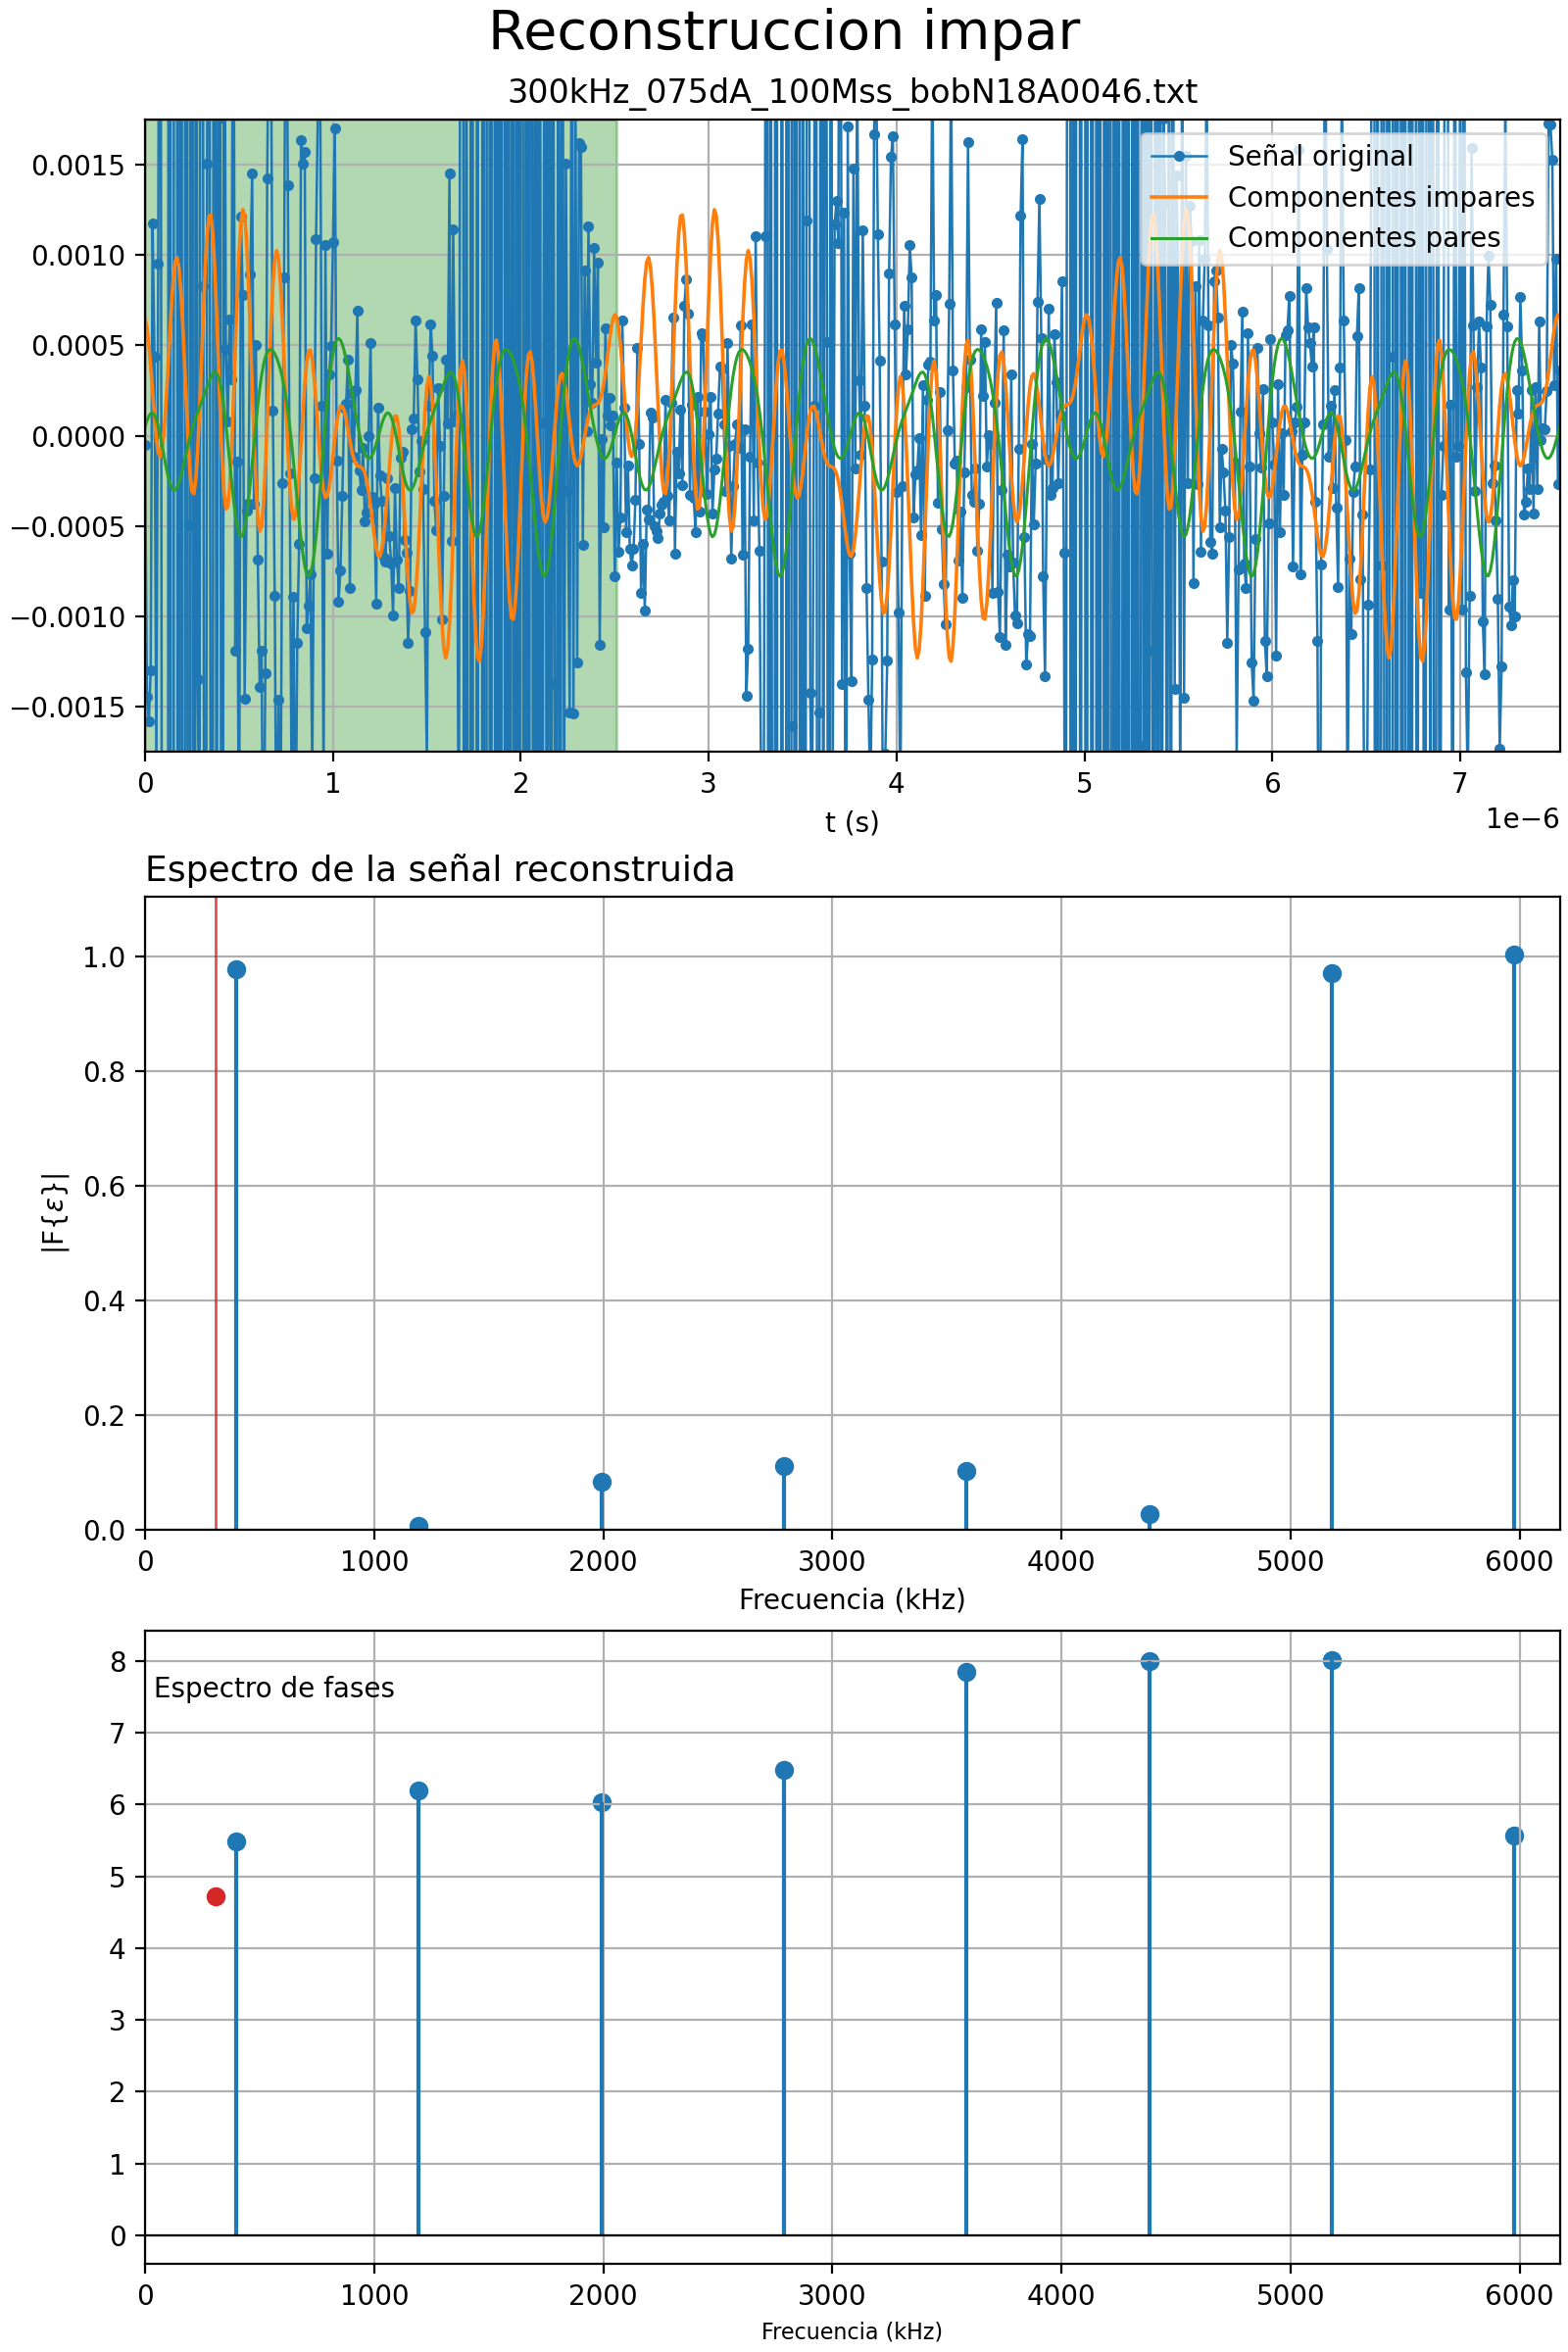 Reconstruccion impar
300kHz_075dA_100Mss_bobN18A0046.txt
Señal original
Componentes impares
Componentes pares
0.0015
0.0010
0.0005
0.0000
−0.0005
−0.0010
−0.0015
0 1 2 3 4 5 6 7
t (s)
1e−6
Espectro de la señal reconstruida
1.0
0.8
0.6
0.4
0.2
0.0
|F{ε}|
0 1000 2000 3000 4000 5000 6000
Frecuencia (kHz)
Espectro de fases
8
7
6
5
4
3
2
1
0
0 1000 2000 3000 4000 5000 6000
Frecuencia (kHz)